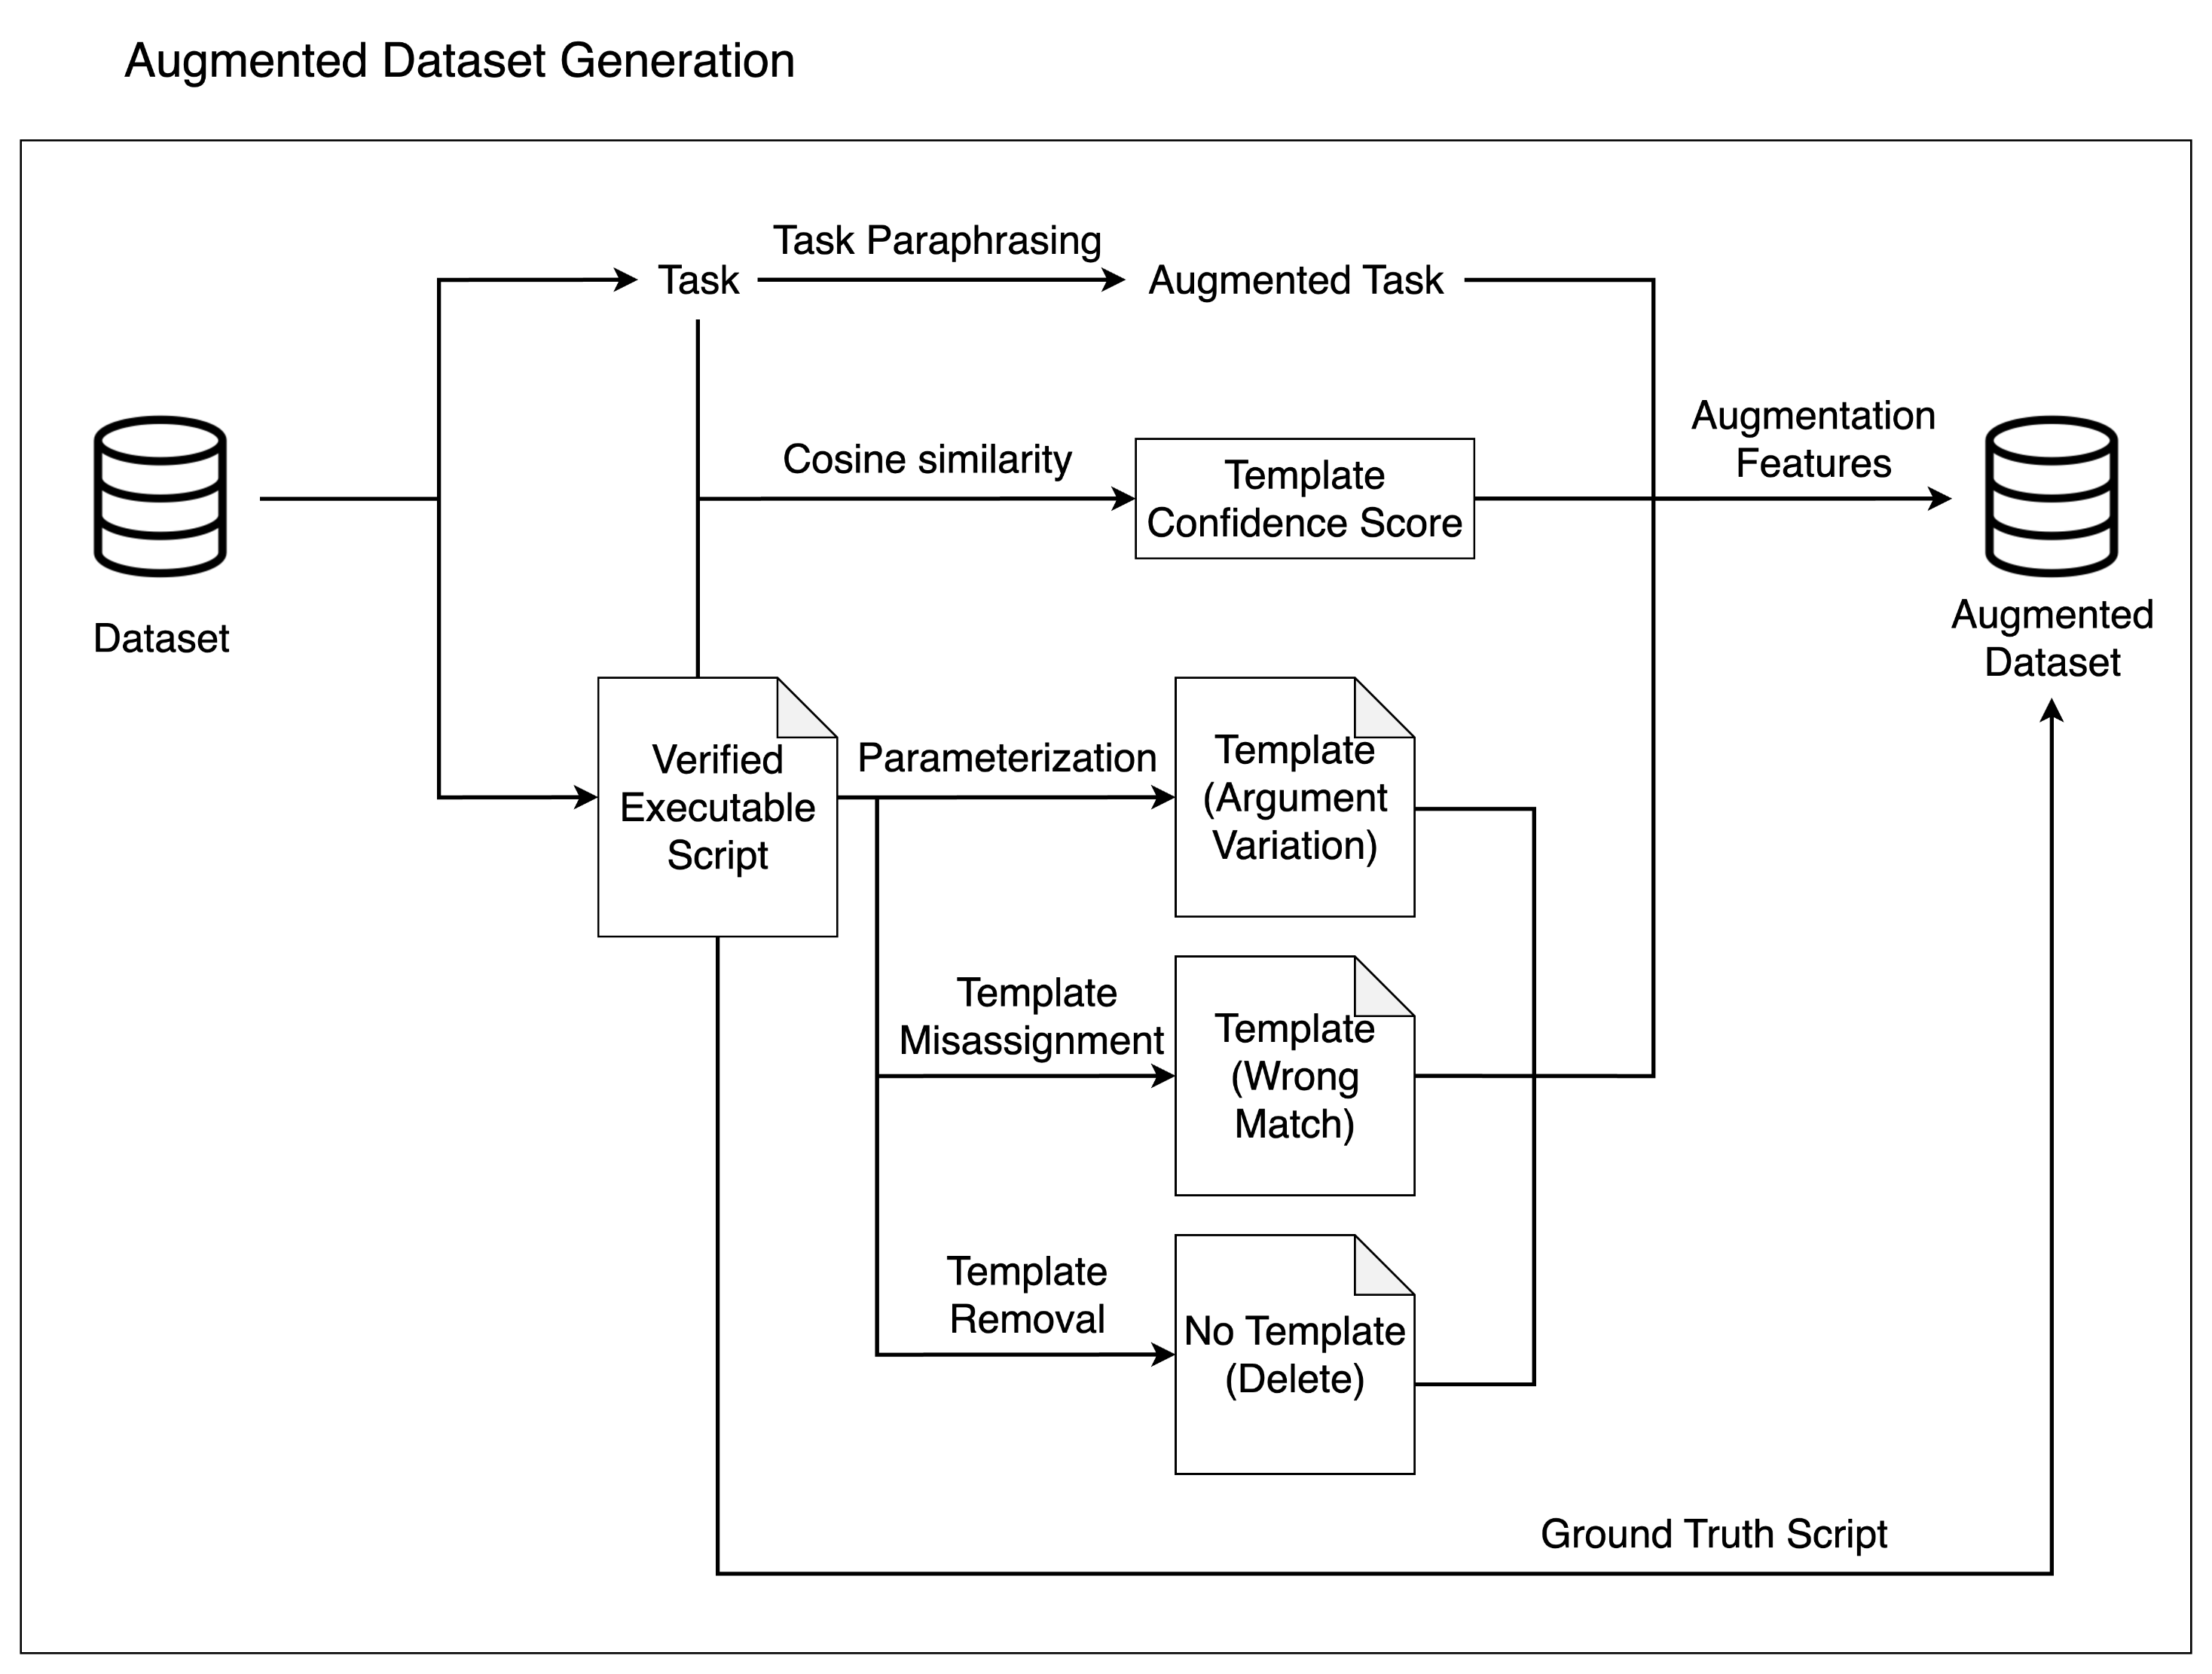 Augmented Dataset Generation
Task Paraphrasing
Task
Augmented Task
Cosine similarity
Template
Confidence Score
Augmentation
Features
Dataset
Augmented
Dataset
Verified
Executable
Script
Parameterization
Template
(Argument
Variation)
Template
Misassignment
Template
(Wrong
Match)
Template
Removal
No Template
(Delete)
Ground Truth Script